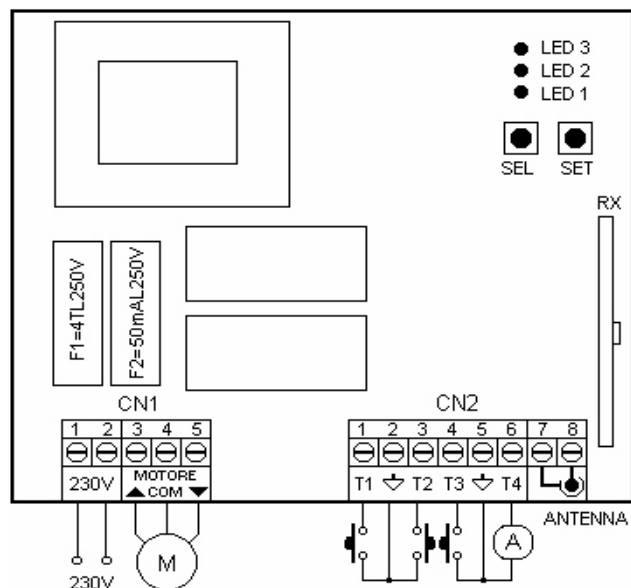 LED 3
LED 2
LED 1
SEL SET
RX
F1=4TL250V
F2=50mAL250V
CN1
CN2
1 2 3 4 5
1 2 3 4 5 6 7 8
230V
MOTORE
COM
T1 T2 T3 T4
ANTENNA
M
A
230V